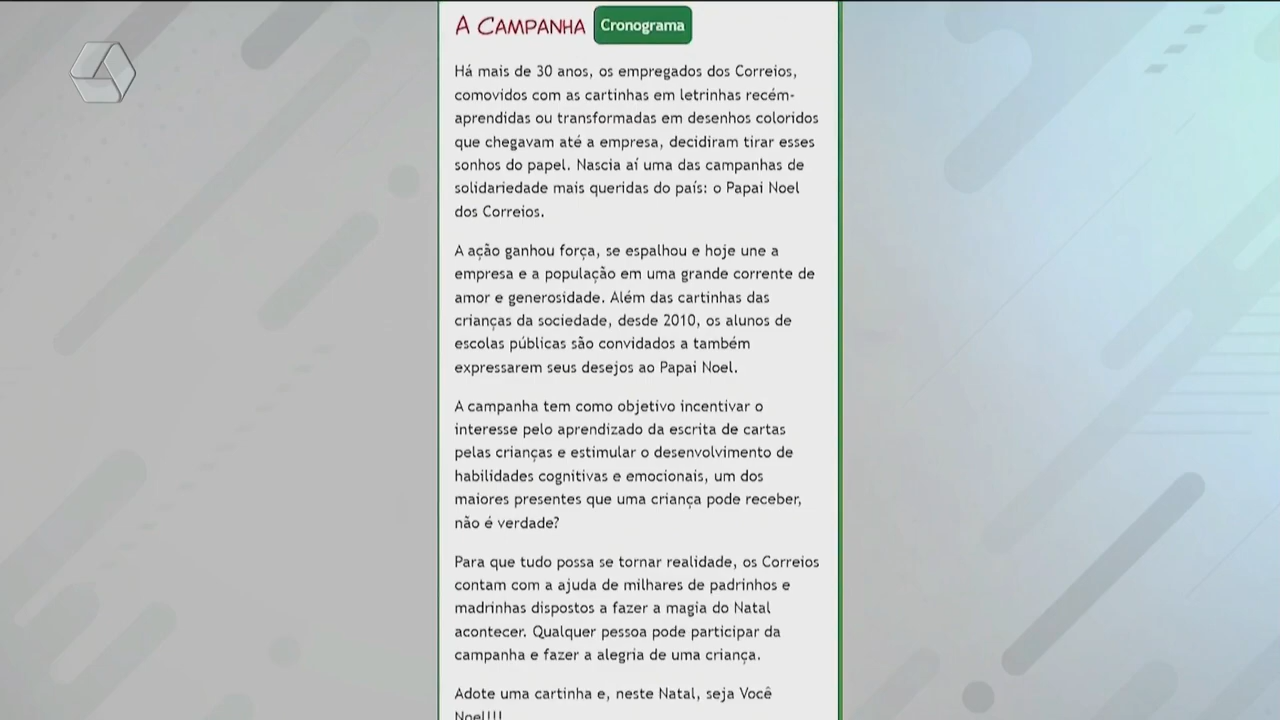 A CAMPANHA Cronograma
Há mais de 30 anos, os empregados dos Correios,
comovidos com as cartinhas em letrinhas recém-
aprendidas ou transformadas em desenhos coloridos
que chegavam até a empresa, decidiram tirar esses
sonhos do papel. Nascia aí uma das campanhas de
solidariedade mais queridas do país: o Papai Noel
dos Correios.
A ação ganhou força, se espalhou e hoje une a
empresa e a população em uma grande corrente de
amor e generosidade. Além das cartinhas das
crianças da sociedade, desde 2010, os alunos de
escolas públicas são convidados a também
expressarem seus desejos ao Papai Noel.
A campanha tem como objetivo incentivar o
interesse pelo aprendizado da escrita de cartas
pelas crianças e estimular o desenvolvimento de
habilidades cognitivas e emocionais, um dos
maiores presentes que uma criança pode receber,
não é verdade?
Para que tudo possa se tornar realidade, os Correios
contam com a ajuda de milhares de padrinhos e
madrinhas dispostos a fazer a magia do Natal
acontecer. Qualquer pessoa pode participar da
campanha e fazer a alegria de uma criança.
Adote uma cartinha e, neste Natal, seja Você
Noel!!!!